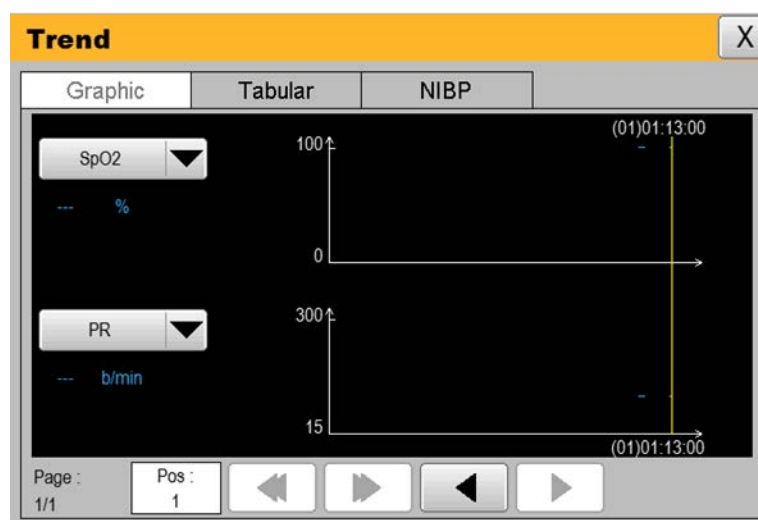 Trend
X
Graphic Tabular NIBP
(01)01:13:00
SpO2
100
--- %
0
PR
300
--- b/min
15
(01)01:13:00
Page :
1/1
Pos :
1